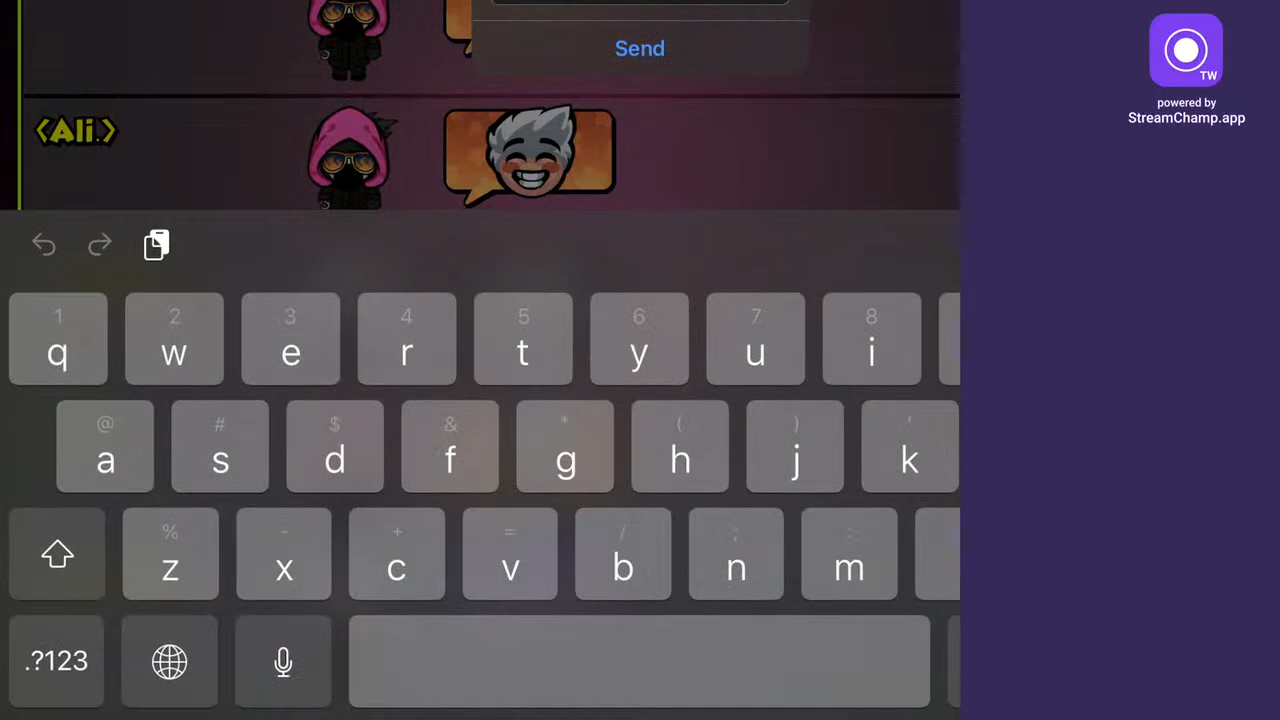 Send
TW
powered by
StreamChamp.app
<Ali.>
1 2 3 4 5 6 7 8
q w e r t y u i
@ # $ & * ( ) '
a s d f g h j k
% - + = / ; :
z x c v b n m
.?123